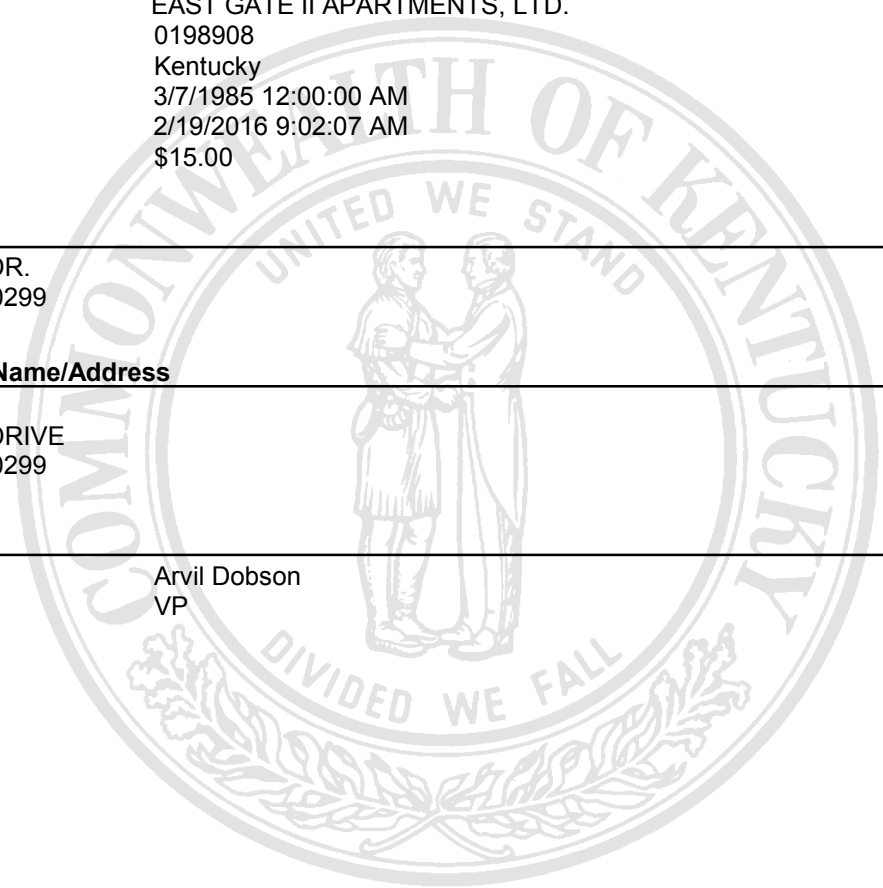 EAST GATE II APARTMENTS, LTD.
0198908
Kentucky
3/7/1985 12:00:00 AM
2/19/2016 9:02:07 AM
$15.00
DR.
0299
Name/Address
DRIVE
0299
Arvil Dobson
VP
COMMONWEALTH OF KENTUCKY
UNITED WE STAND
DIVIDED WE FALL